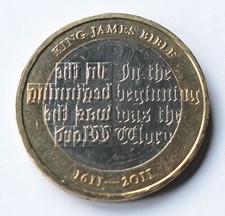 KING JAMES BIBLE
In the
beginning
was the
Word
1611—2011